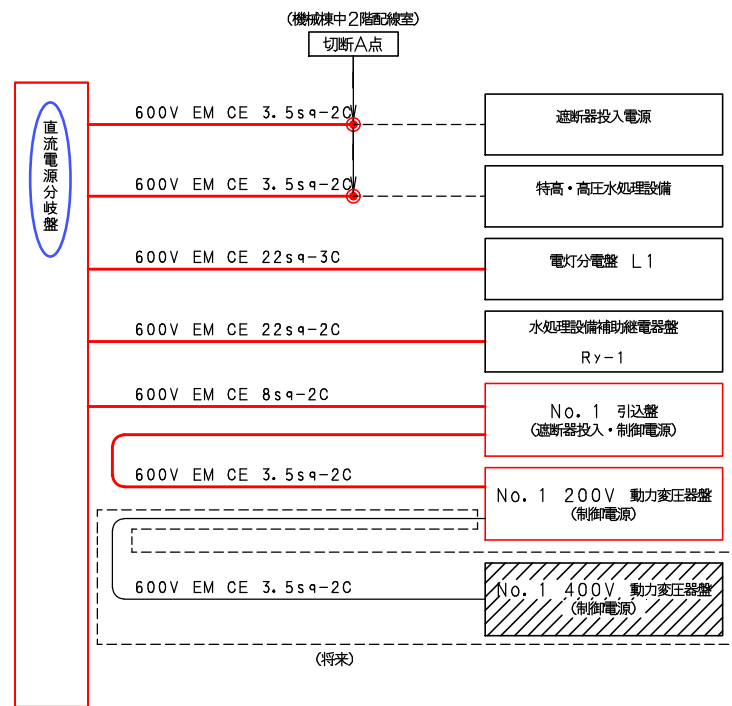 (機械棟中2階配線室)
切断A点
直流電源分岐盤
600V EM CE 3.5sq-2C
遮断器投入電源
600V EM CE 3.5sq-2C
特高・高圧水処理設備
600V EM CE 22sq-3C
電灯分電盤 L1
600V EM CE 22sq-2C
水処理設備補助継電器盤
Ry-1
600V EM CE 8sq-2C
No.1 引込盤
(遮断器投入・制御電源)
600V EM CE 3.5sq-2C
No.1 200V 動力変圧器盤
(制御電源)
600V EM CE 3.5sq-2C
No.1 400V 動力変圧器盤
(制御電源)
(将来)